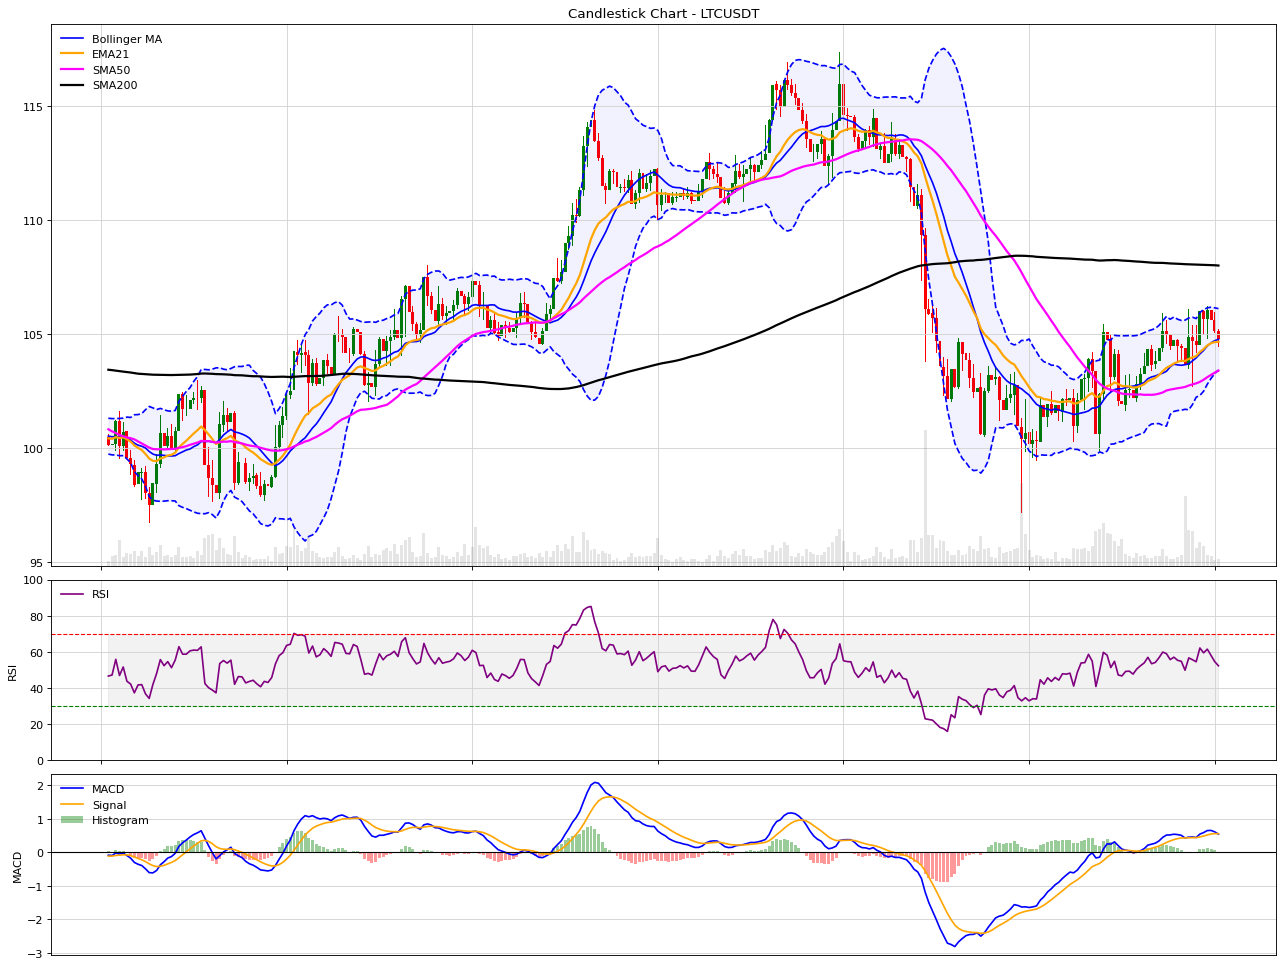 Candlestick Chart - LTCUSDT
Bollinger MA
EMA21
SMA50
SMA200
115
110
105
100
95
100
80
60
40
20
0
RSI
RSI
2
1
0
−1
−2
−3
MACD
MACD
Signal
Histogram